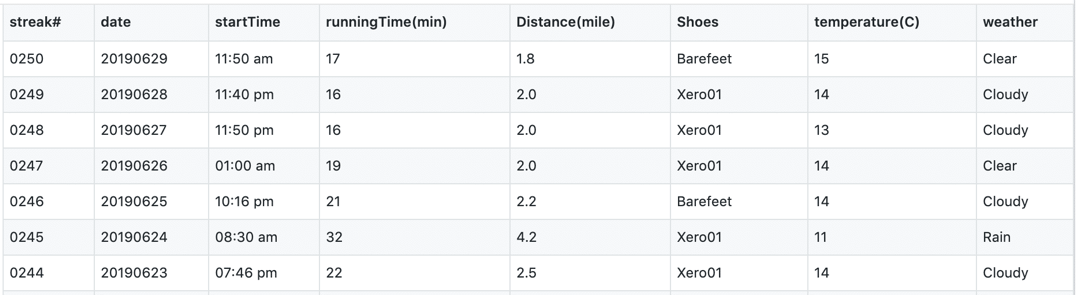 streak# date startTime runningTime(min) Distance(mile) Shoes temperature(C) weather
0250 20190629 11:50 am 17 1.8 Barefeet 15 Clear
0249 20190628 11:40 pm 16 2.0 Xero01 14 Cloudy
0248 20190627 11:50 pm 16 2.0 Xero01 13 Cloudy
0247 20190626 01:00 am 19 2.0 Xero01 14 Clear
0246 20190625 10:16 pm 21 2.2 Barefeet 14 Cloudy
0245 20190624 08:30 am 32 4.2 Xero01 11 Rain
0244 20190623 07:46 pm 22 2.5 Xero01 14 Cloudy